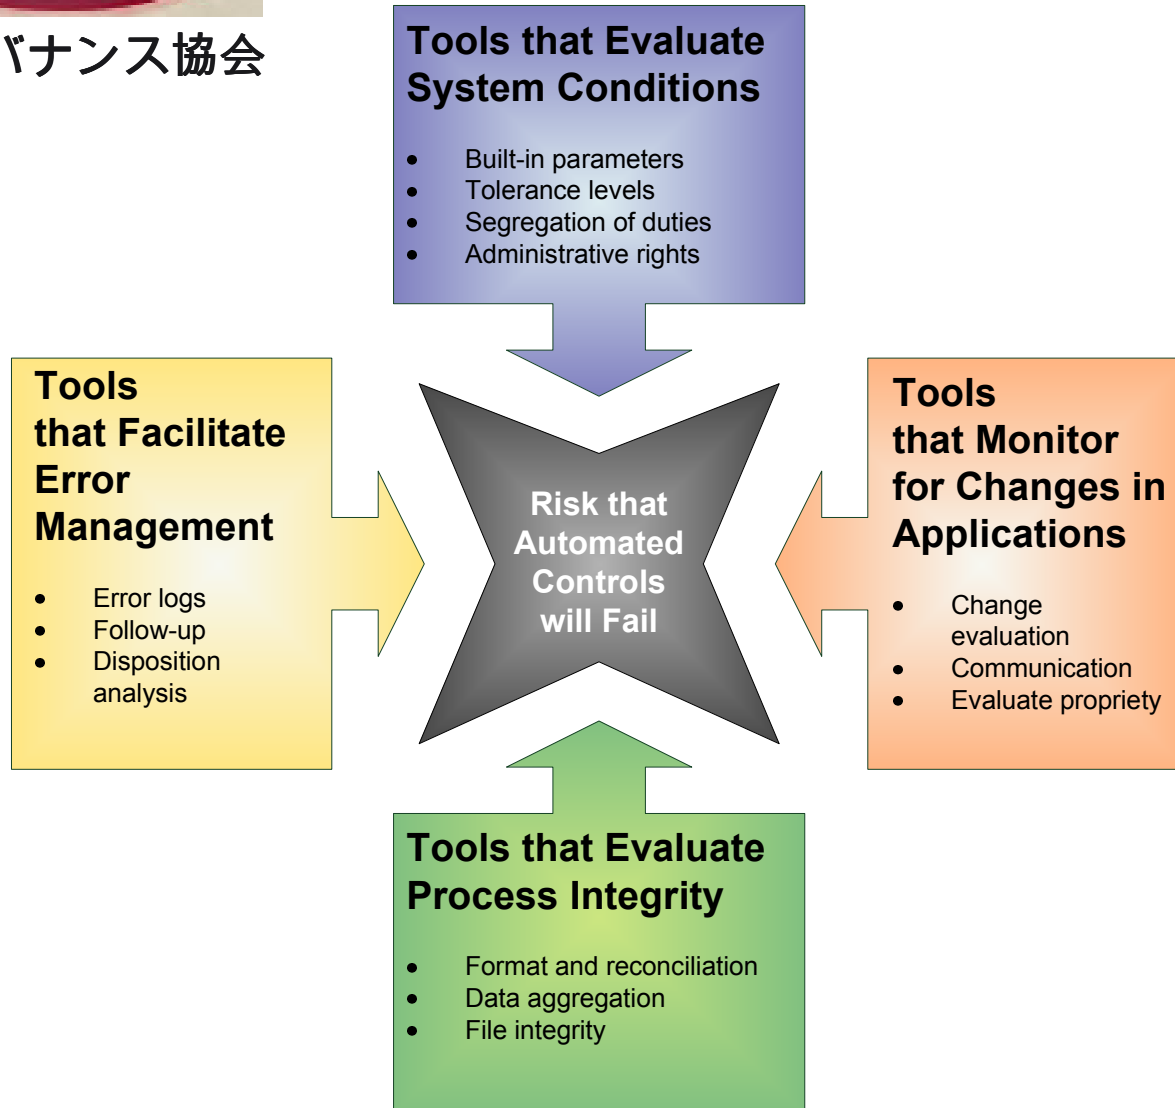 バナンス協会
Tools that Evaluate
System Conditions
• Built-in parameters
• Tolerance levels
• Segregation of duties
• Administrative rights
Tools
that Facilitate
Error
Management
• Error logs
• Follow-up
• Disposition
analysis
Risk that
Automated
Controls
will Fail
Tools
that Monitor
for Changes in
Applications
• Change
evaluation
• Communication
• Evaluate propriety
Tools that Evaluate
Process Integrity
• Format and reconciliation
• Data aggregation
• File integrity